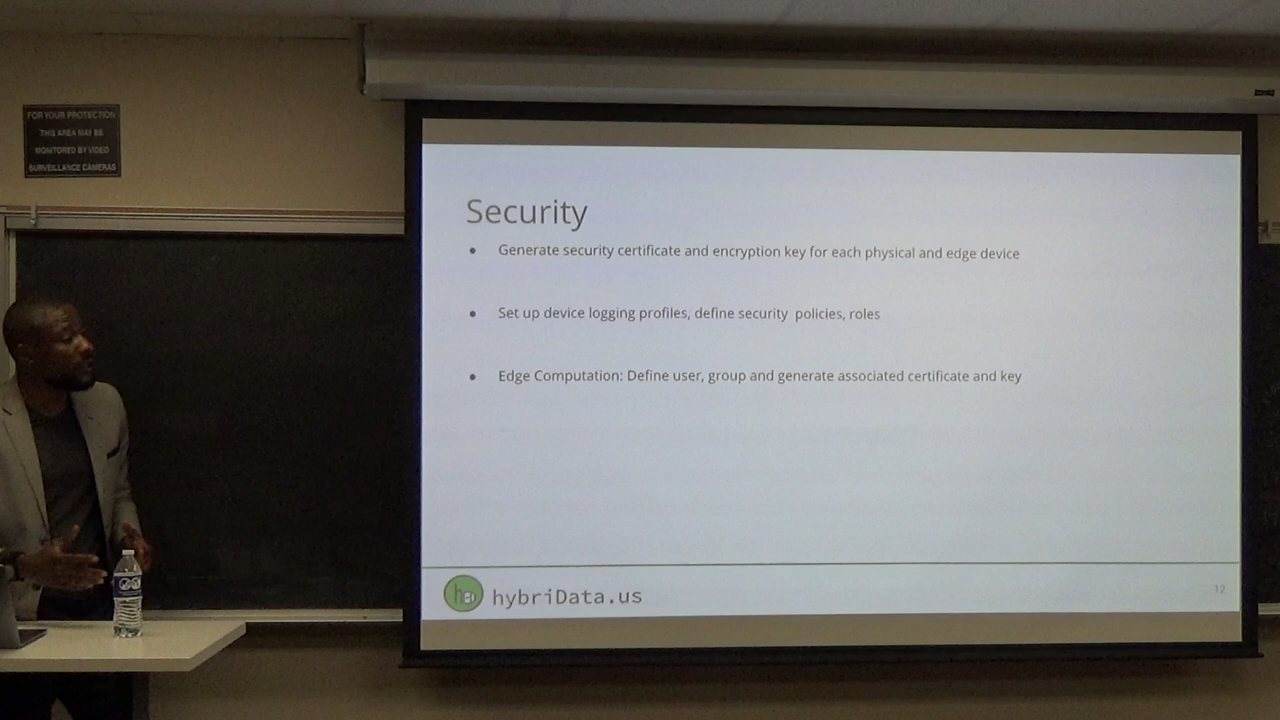 FOR YOUR PROTECTION
THIS AREA MAY BE
MONITORED BY VIDEO
SURVEILLANCE CAMERAS
Security
● Generate security certificate and encryption key for each physical and edge device
● Set up device logging profiles, define security  policies, roles
● Edge Computation: Define user, group and generate associated certificate and key
hybriData.us
12